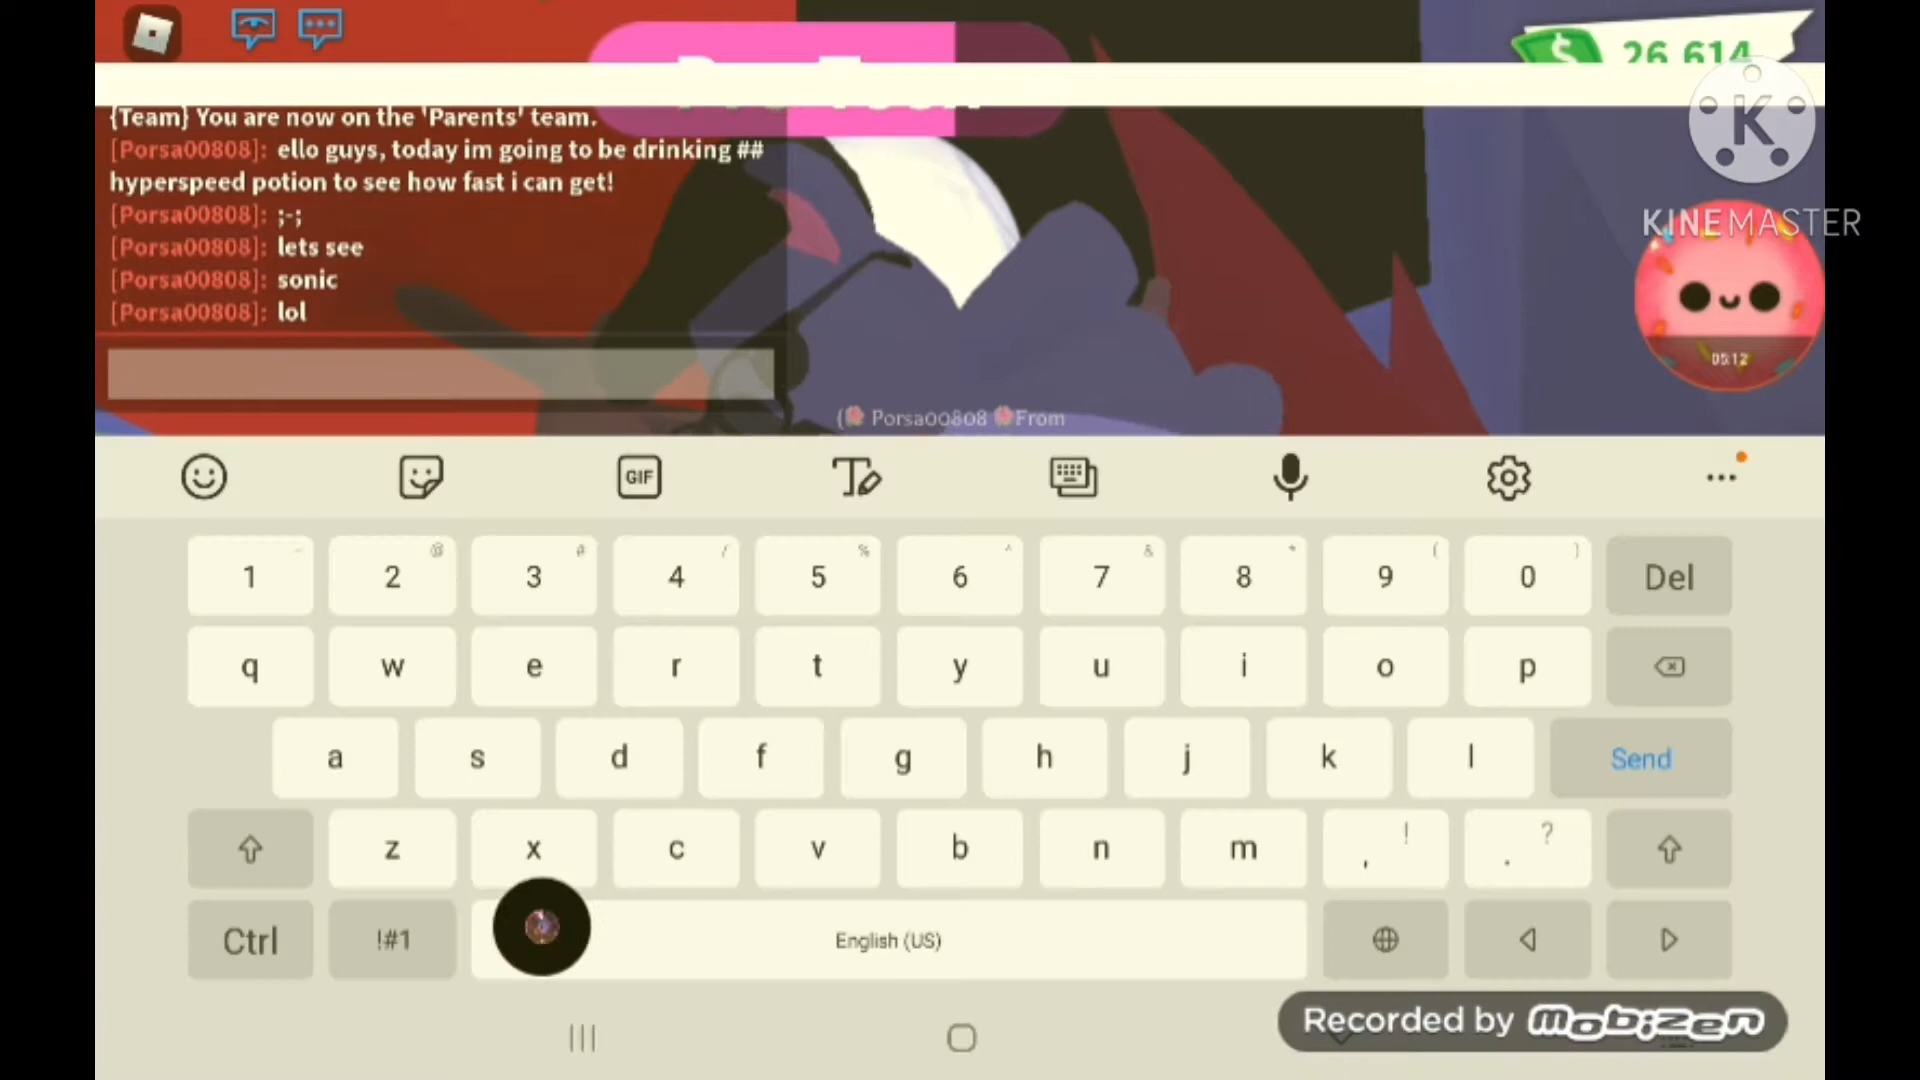 26,614
{Team} You are now on the 'Parents' team.
[Porsa00808]: ello guys, today im going to be drinking ##
hyperspeed potion to see how fast i can get!
[Porsa00808]: ;-;
[Porsa00808]: lets see
[Porsa00808]: sonic
[Porsa00808]: lol
K
KINEMASTER
05:12
{ Porsa00808 From
GIF
1 2 @ 3 # 4 / 5 % 6 ^ 7 & 8 * 9 ( 0 ) Del
q w e r t y u i o p
a s d f g h j k l Send
z x c v b n m , ! . ?
Ctrl !#1 English (US)
Recorded by Mobizen